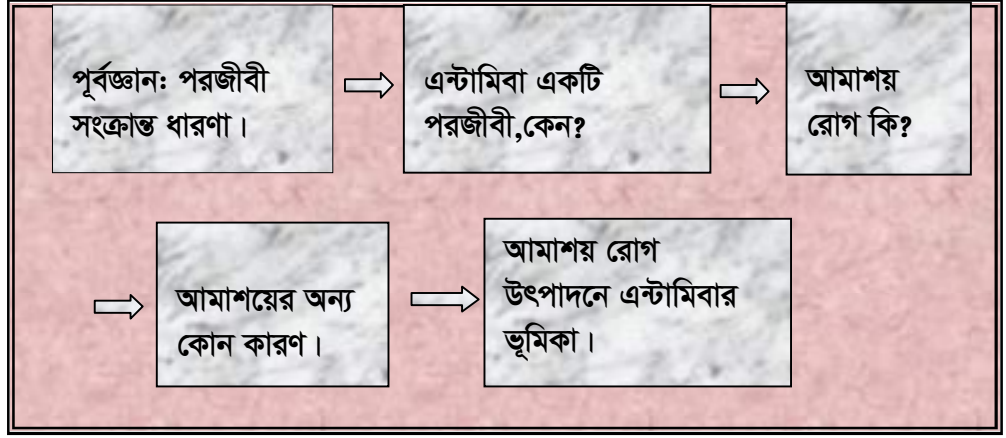 পূর্বজ্ঞান: পরজীবী
সংক্রান্ত ধারণা।
এন্টামিবা একটি
পরজীবী,কেন?
আমাশয়
রোগ কি?
আমাশয়ের অন্য
কোন কারণ।
আমাশয় রোগ
উৎপাদনে এন্টামিবার
ভূমিকা।